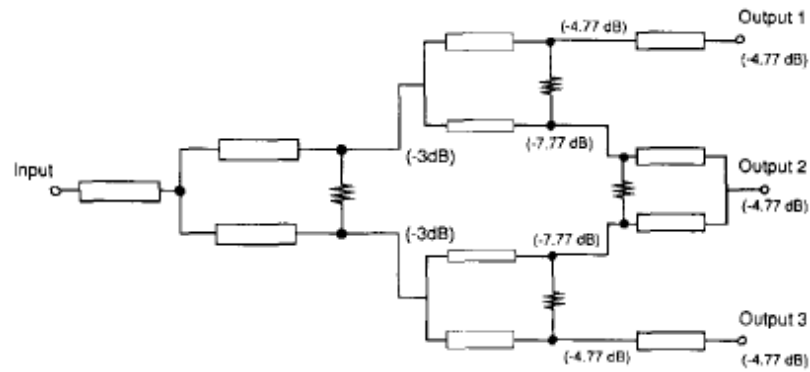 Output 1
(-4.77 dB)
(-4.77 dB)
(-7.77 dB)
(-3dB)
Input
Output 2
(-4.77 dB)
(-3dB)
(-7.77 dB)
Output 3
(-4.77 dB)
(-4.77 dB)